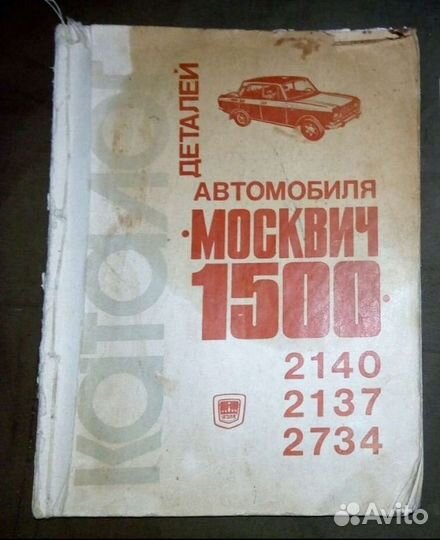 каталог
ДЕТАЛЕЙ
АВТОМОБИЛЯ
·МОСКВИЧ
1500·
2140
2137
2734
Avito